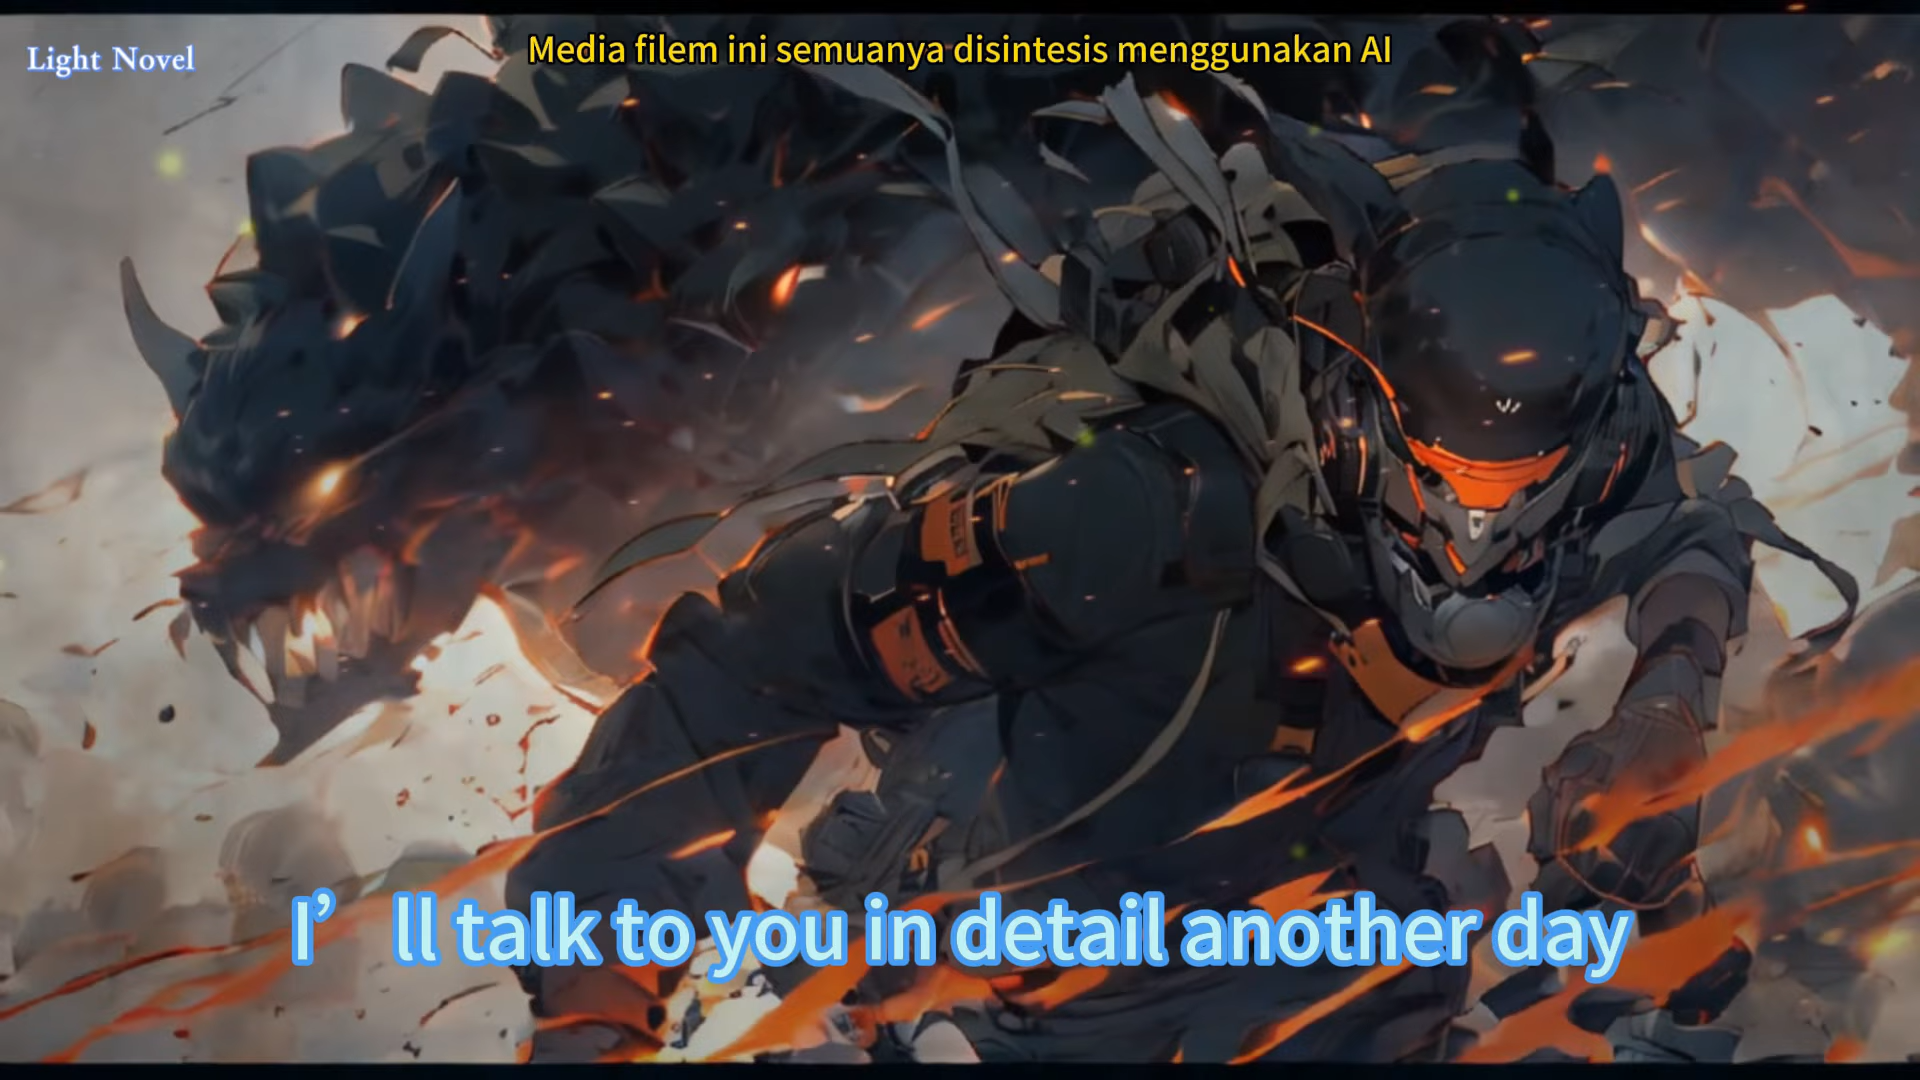 Light Novel
Media filem ini semuanya disintesis menggunakan AI
I’ ll talk to you in detail another day